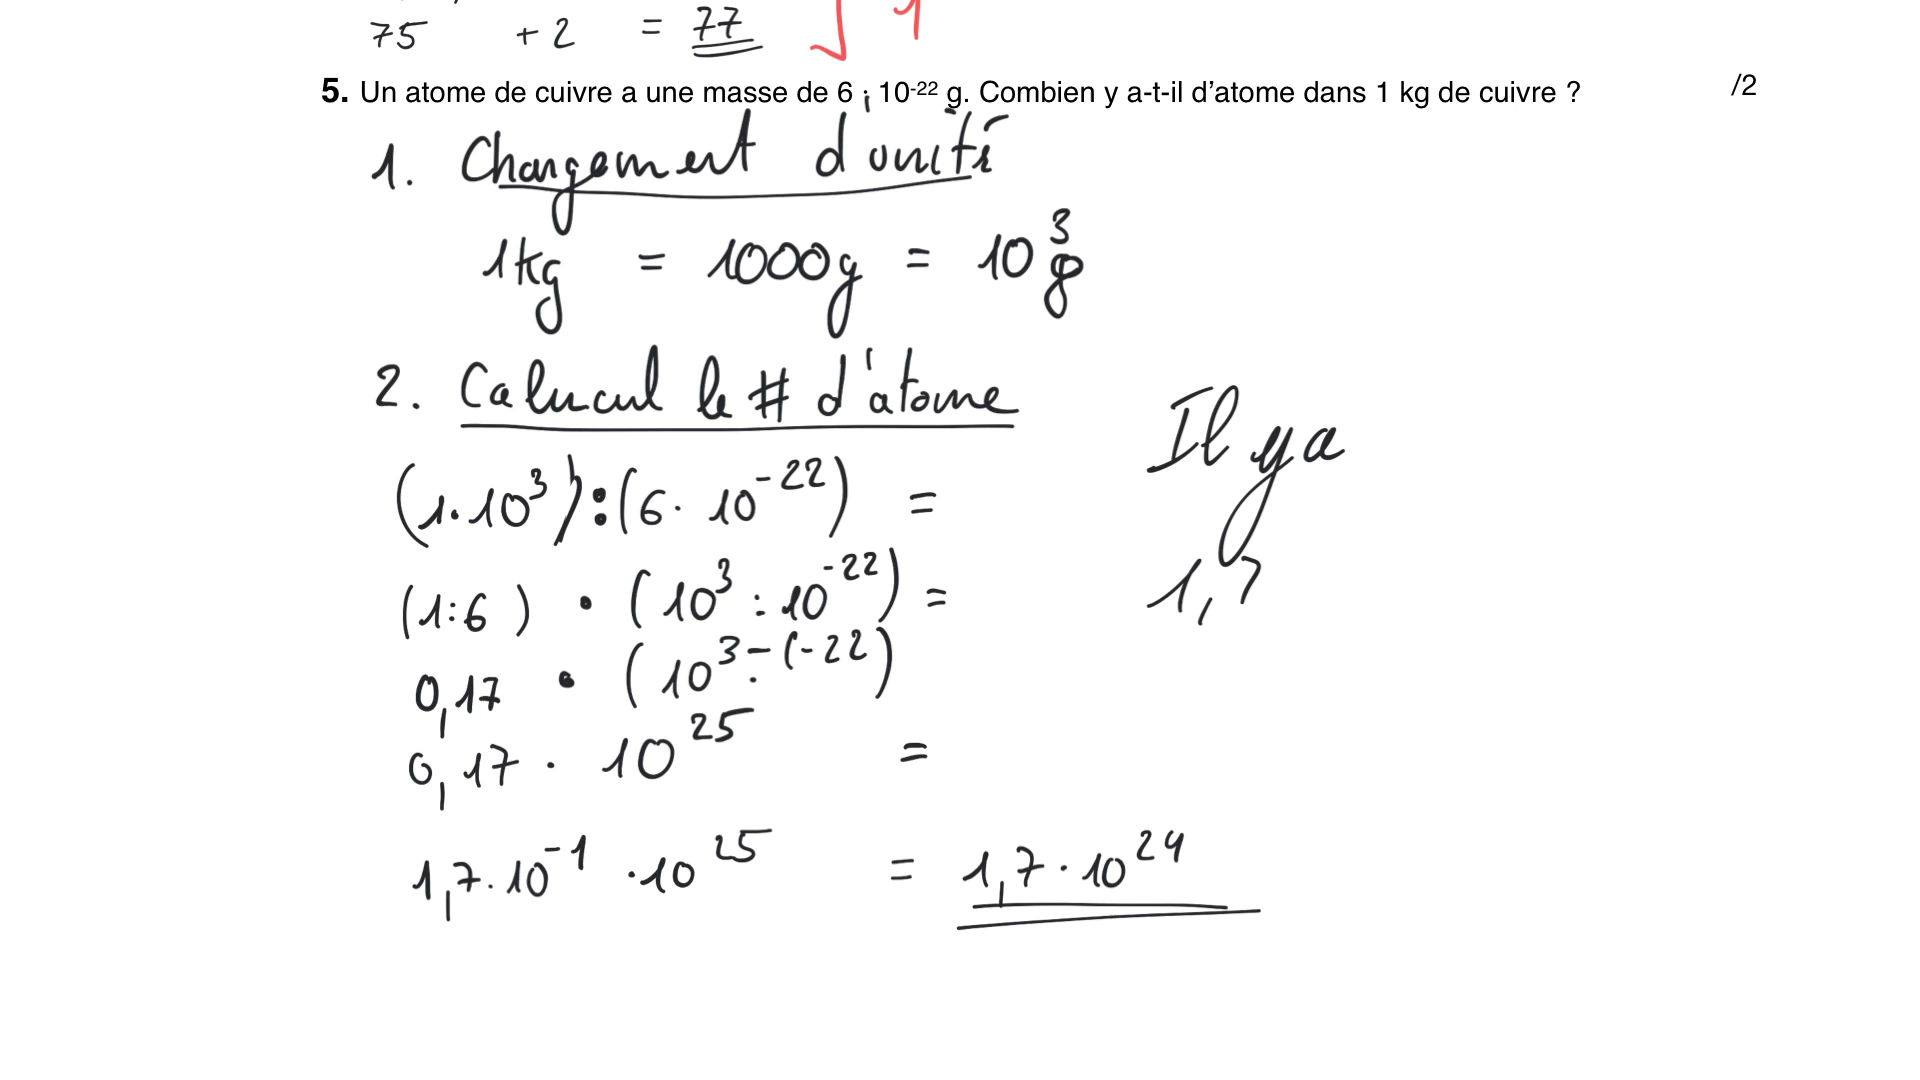 75 + 2 = 77 √ 1
5. Un atome de cuivre a une masse de 6 · 10⁻²² g. Combien y a-t-il d’atome dans 1 kg de cuivre ? /2
1. Changement d'unité
1kg = 1000g = 10³g
2. Calucul le # d'atome
(1·10³):(6·10⁻²²) =
(1:6) · (10³ : 10⁻²²) =
0,17 · (10³⁻⁽⁻²²⁾)
0,17 · 10²⁵ =
1,7·10⁻¹ ·10²⁵ = 1,7·10²⁴
Il y a
1,7